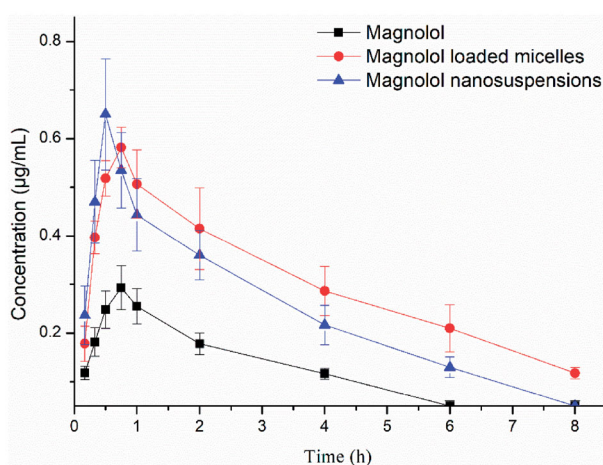 Magnolol
Magnolol loaded micelles
Magnolol nanosuspensions
Concentration (μg/mL)
0.8
0.6
0.4
0.2
0 1 2 3 4 5 6 7 8 9
Time (h)